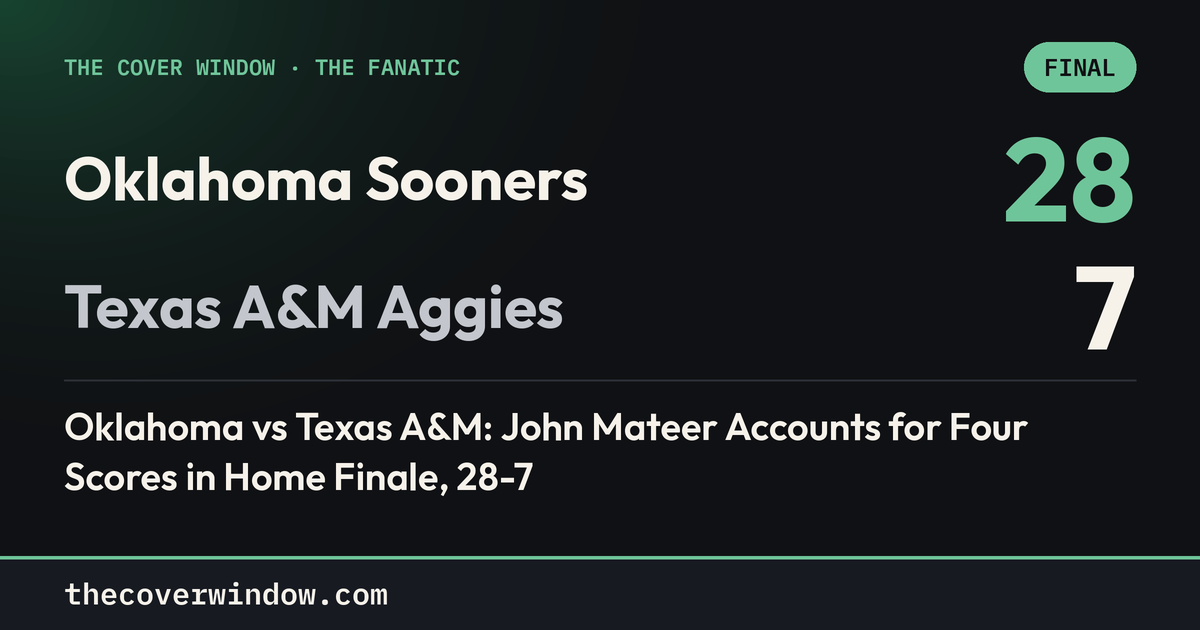 THE COVER WINDOW · THE FANATIC
FINAL
Oklahoma Sooners 28
Texas A&M Aggies 7
Oklahoma vs Texas A&M: John Mateer Accounts for Four
Scores in Home Finale, 28-7
thecoverwindow.com